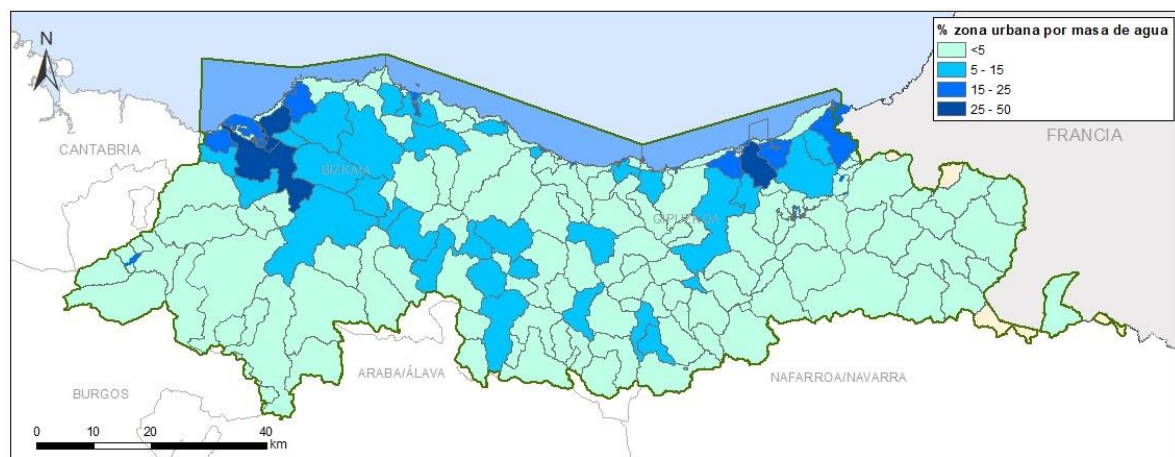 N
% zona urbana por masa de agua
<5
5 - 15
15 - 25
25 - 50
FRANCIA
CANTABRIA
BIZKAIA
GIPUZKOA
ARABA/ÁLAVA
NAFARROA/NAVARRA
BURGOS
0 10 20 40
km